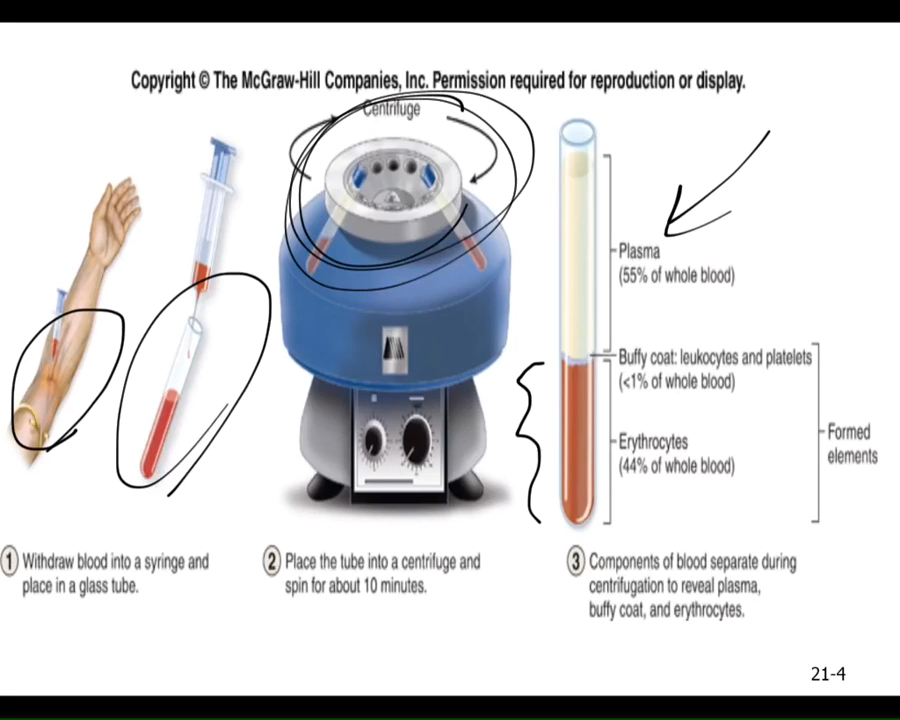 Copyright © The McGraw-Hill Companies, Inc. Permission required for reproduction or display.
Centrifuge
Plasma
(55% of whole blood)
Buffy coat: leukocytes and platelets
(<1% of whole blood)
Erythrocytes
(44% of whole blood)
Formed
elements
1 Withdraw blood into a syringe and
place in a glass tube.
2 Place the tube into a centrifuge and
spin for about 10 minutes.
3 Components of blood separate during
centrifugation to reveal plasma,
buffy coat, and erythrocytes.
21-4